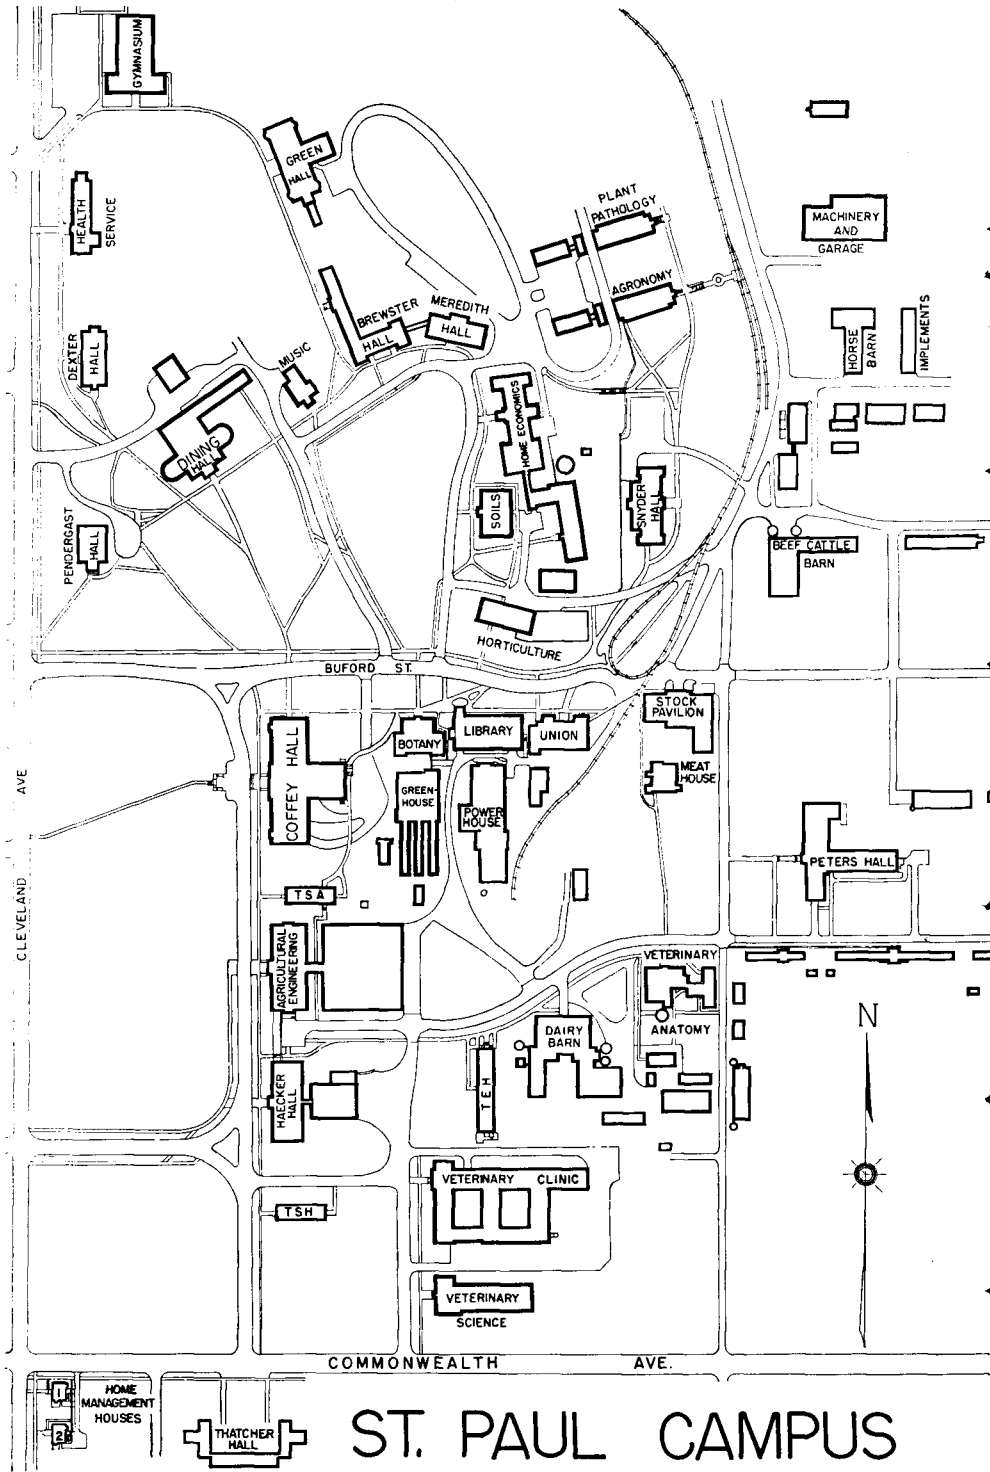 GYMNASIUM
GREEN
HALL
HEALTH
SERVICE
PLANT
PATHOLOGY
MACHINERY
AND
GARAGE
AGRONOMY
BREWSTER
HALL
MEREDITH
HALL
DEXTER
HALL
MUSIC
HORSE
BARN
IMPLEMENTS
DINING
HALL
HOME ECONOMICS
SOILS
SNYDER
HALL
PENDERGAST
HALL
BEEF CATTLE
BARN
HORTICULTURE
BUFORD ST.
STOCK
PAVILION
COFFEY HALL
BOTANY
LIBRARY
UNION
MEAT
HOUSE
GREEN-
HOUSE
POWER
HOUSE
CLEVELAND AVE
PETERS HALL
TSA
AGRICULTURAL
ENGINEERING
VETERINARY
ANATOMY
N
DAIRY
BARN
TEH
HAECKER
HALL
VETERINARY CLINIC
TSH
VETERINARY
SCIENCE
COMMONWEALTH AVE.
1
2
HOME
MANAGEMENT
HOUSES
THATCHER
HALL
ST. PAUL CAMPUS